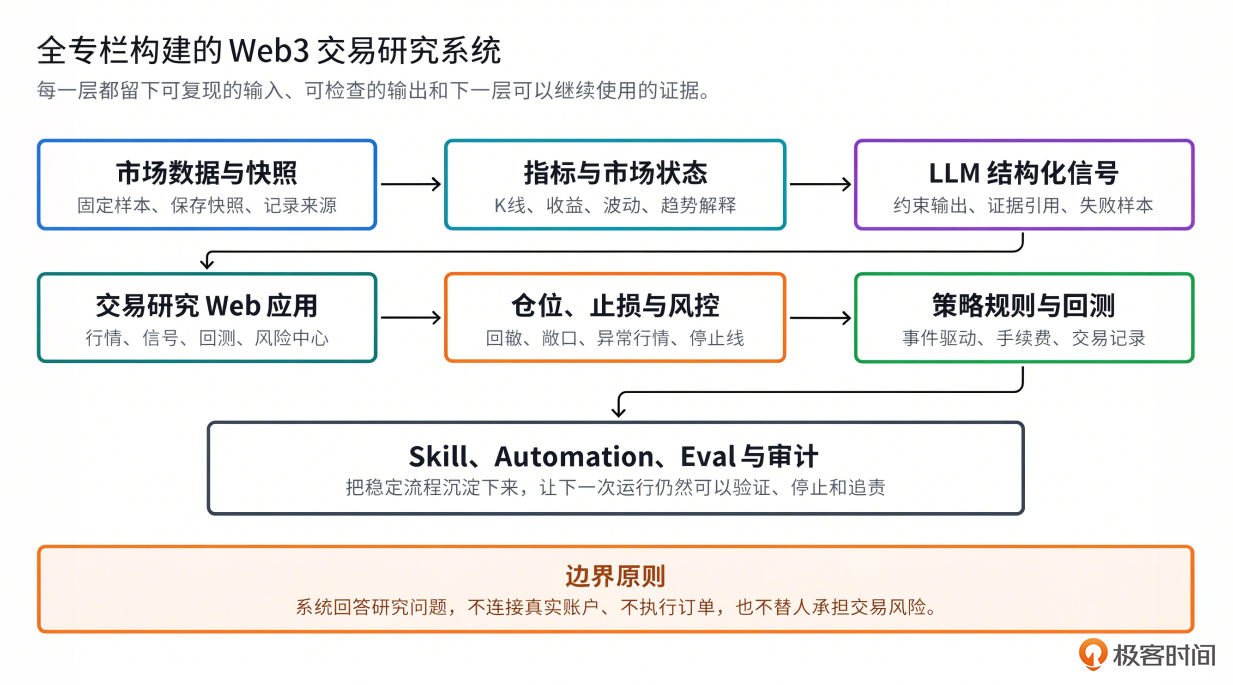 全专栏构建的 Web3 交易研究系统
每一层都留下可复现的输入、可检查的输出和下一层可以继续使用的证据。
市场数据与快照
固定样本、保存快照、记录来源
指标与市场状态
K线、收益、波动、趋势解释
LLM 结构化信号
约束输出、证据引用、失败样本
交易研究 Web 应用
行情、信号、回测、风险中心
仓位、止损与风控
回撤、敞口、异常行情、停止线
策略规则与回测
事件驱动、手续费、交易记录
Skill、Automation、Eval 与审计
把稳定流程沉淀下来，让下一次运行仍然可以验证、停止和追责
边界原则
系统回答研究问题，不连接真实账户、不执行订单，也不替人承担交易风险。
极客时间